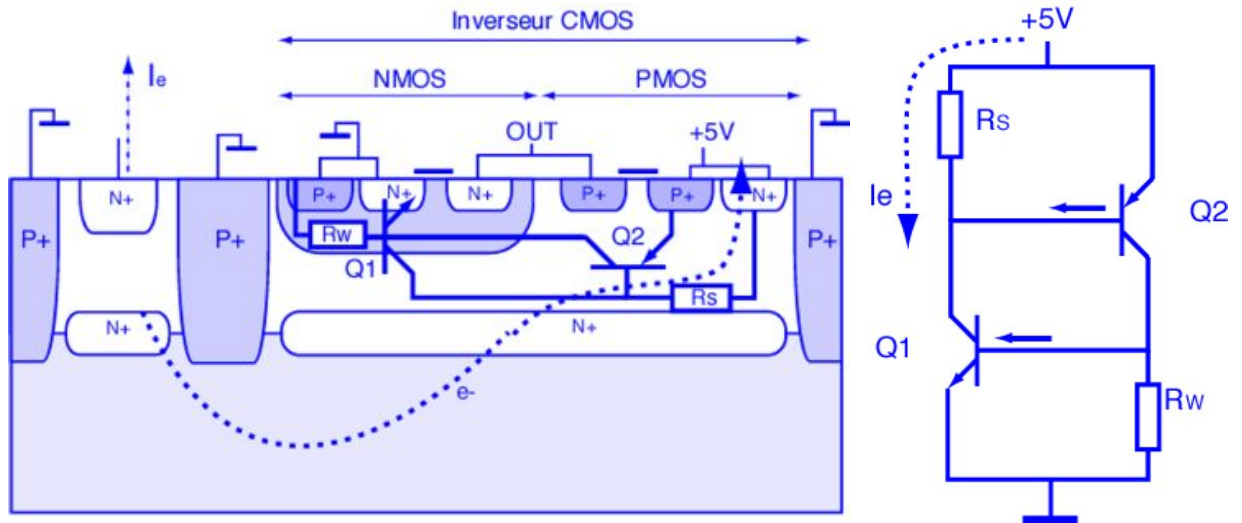 Inverseur CMOS
Ie
NMOS
PMOS
OUT
+5V
N+
P+
N+
N+
P+
P+
N+
P+
P+
P+
Rw
Q1
Q2
Rs
N+
N+
e-
+5V
Rs
Ie
Q2
Q1
Rw